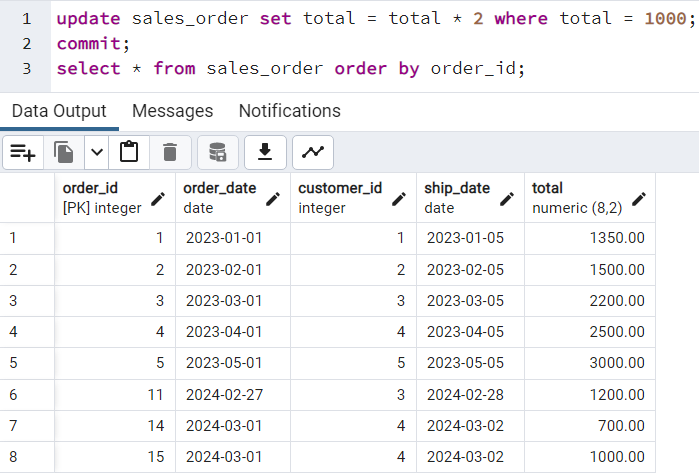 1 update sales_order set total = total * 2 where total = 1000;
2 commit;
3 select * from sales_order order by order_id;
Data Output Messages Notifications
order_id order_date customer_id ship_date total
[PK] integer date integer date numeric (8,2)
1 1 2023-01-01 1 2023-01-05 1350.00
2 2 2023-02-01 2 2023-02-05 1500.00
3 3 2023-03-01 3 2023-03-05 2200.00
4 4 2023-04-01 4 2023-04-05 2500.00
5 5 2023-05-01 5 2023-05-05 3000.00
6 11 2024-02-27 3 2024-02-28 1200.00
7 14 2024-03-01 4 2024-03-02 700.00
8 15 2024-03-01 4 2024-03-02 1000.00